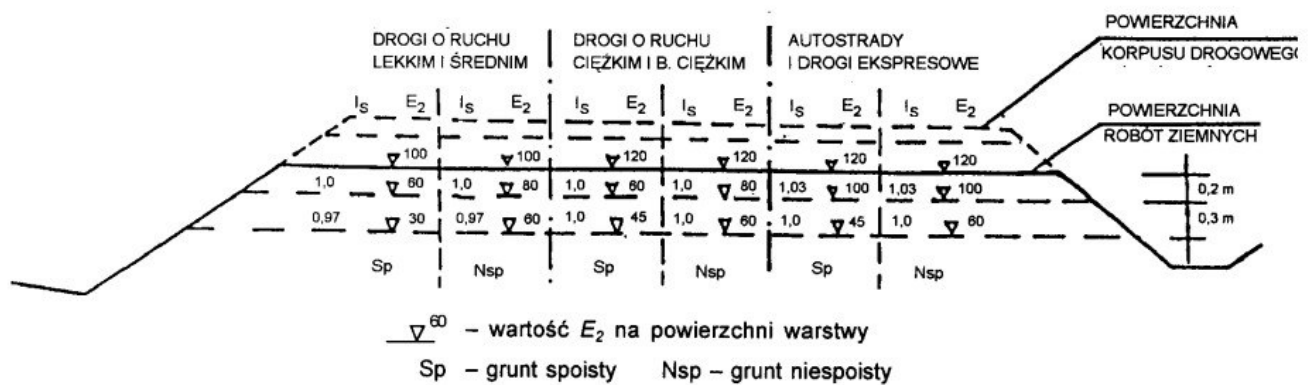 DROGI O RUCHU
LEKKIM I ŚREDNIM
DROGI O RUCHU
CIĘŻKIM I B. CIĘŻKIM
AUTOSTRADY
I DROGI EKSPRESOWE
POWIERZCHNIA
KORPUSU DROGOWEGO
POWIERZCHNIA
ROBÓT ZIEMNYCH
Is E2 Is E2 Is E2 Is E2 Is E2 Is E2
100 100 120 120 120 120
1,0 60 1,0 80 1,0 60 1,0 80 1,03 100 1,03 100 0,2 m
0,97 30 0,97 60 1,0 45 1,0 60 1,0 45 1,0 60 0,3 m
Sp Nsp Sp Nsp Sp Nsp
60 – wartość E2 na powierzchni warstwy
Sp – grunt spoisty Nsp – grunt niespoisty